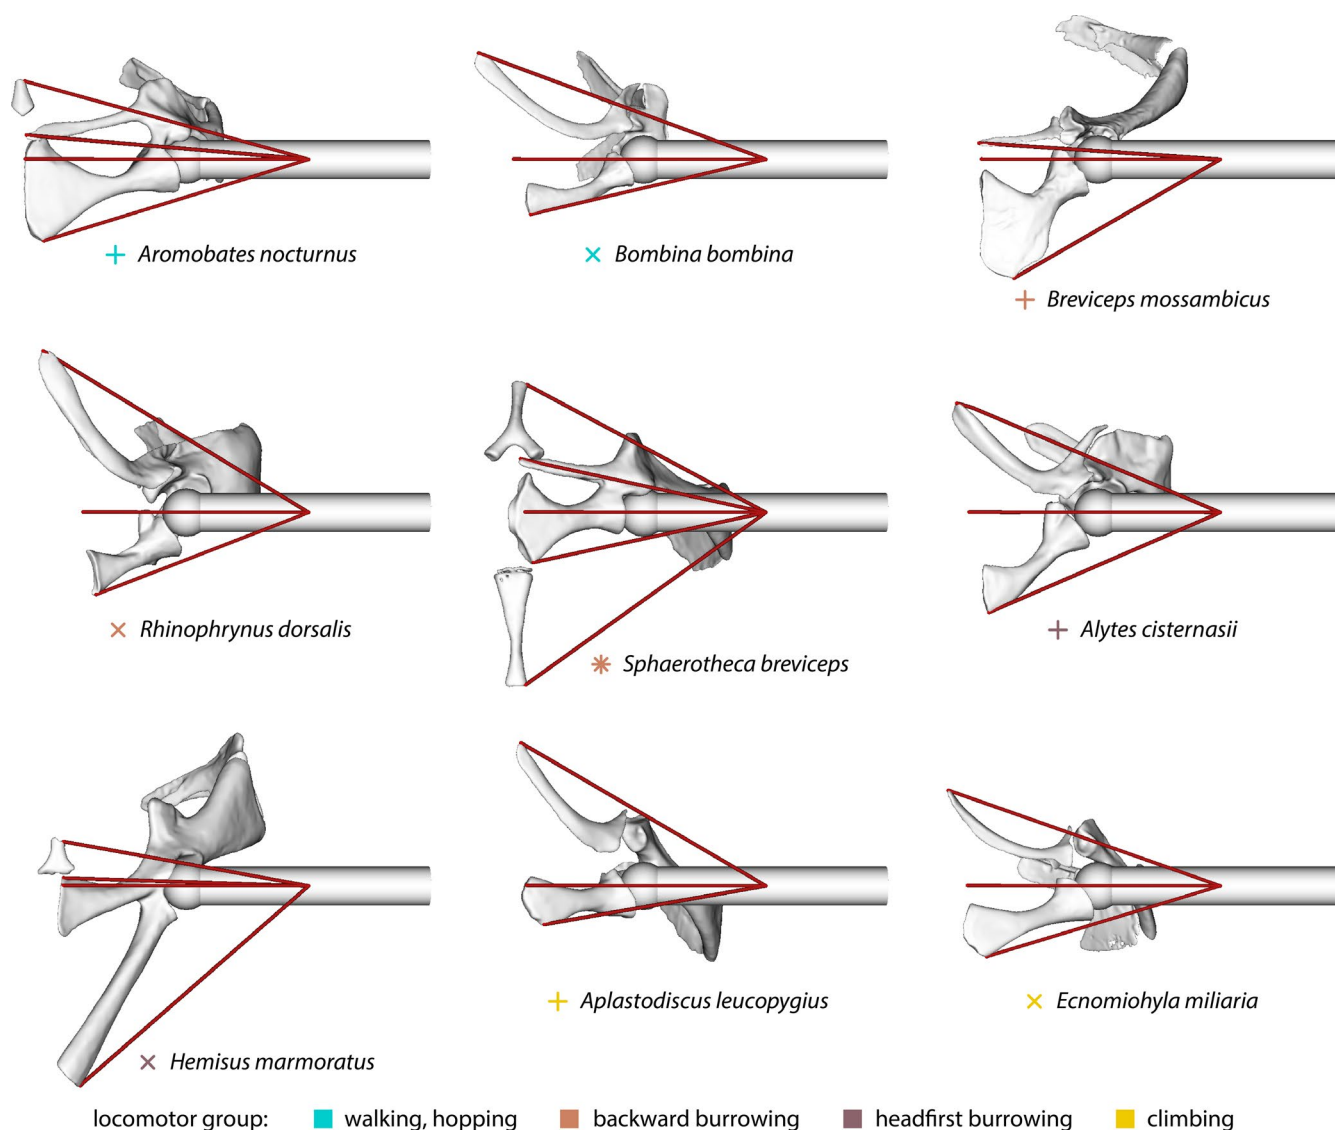 Aromobates nocturnus
Bombina bombina
Breviceps mossambicus
Rhinophrynus dorsalis
Sphaerotheca breviceps
Alytes cisternasii
Hemisus marmoratus
Aplastodiscus leucopygius
Ecnomiohyla miliaria
locomotor group: walking, hopping backward burrowing headfirst burrowing climbing